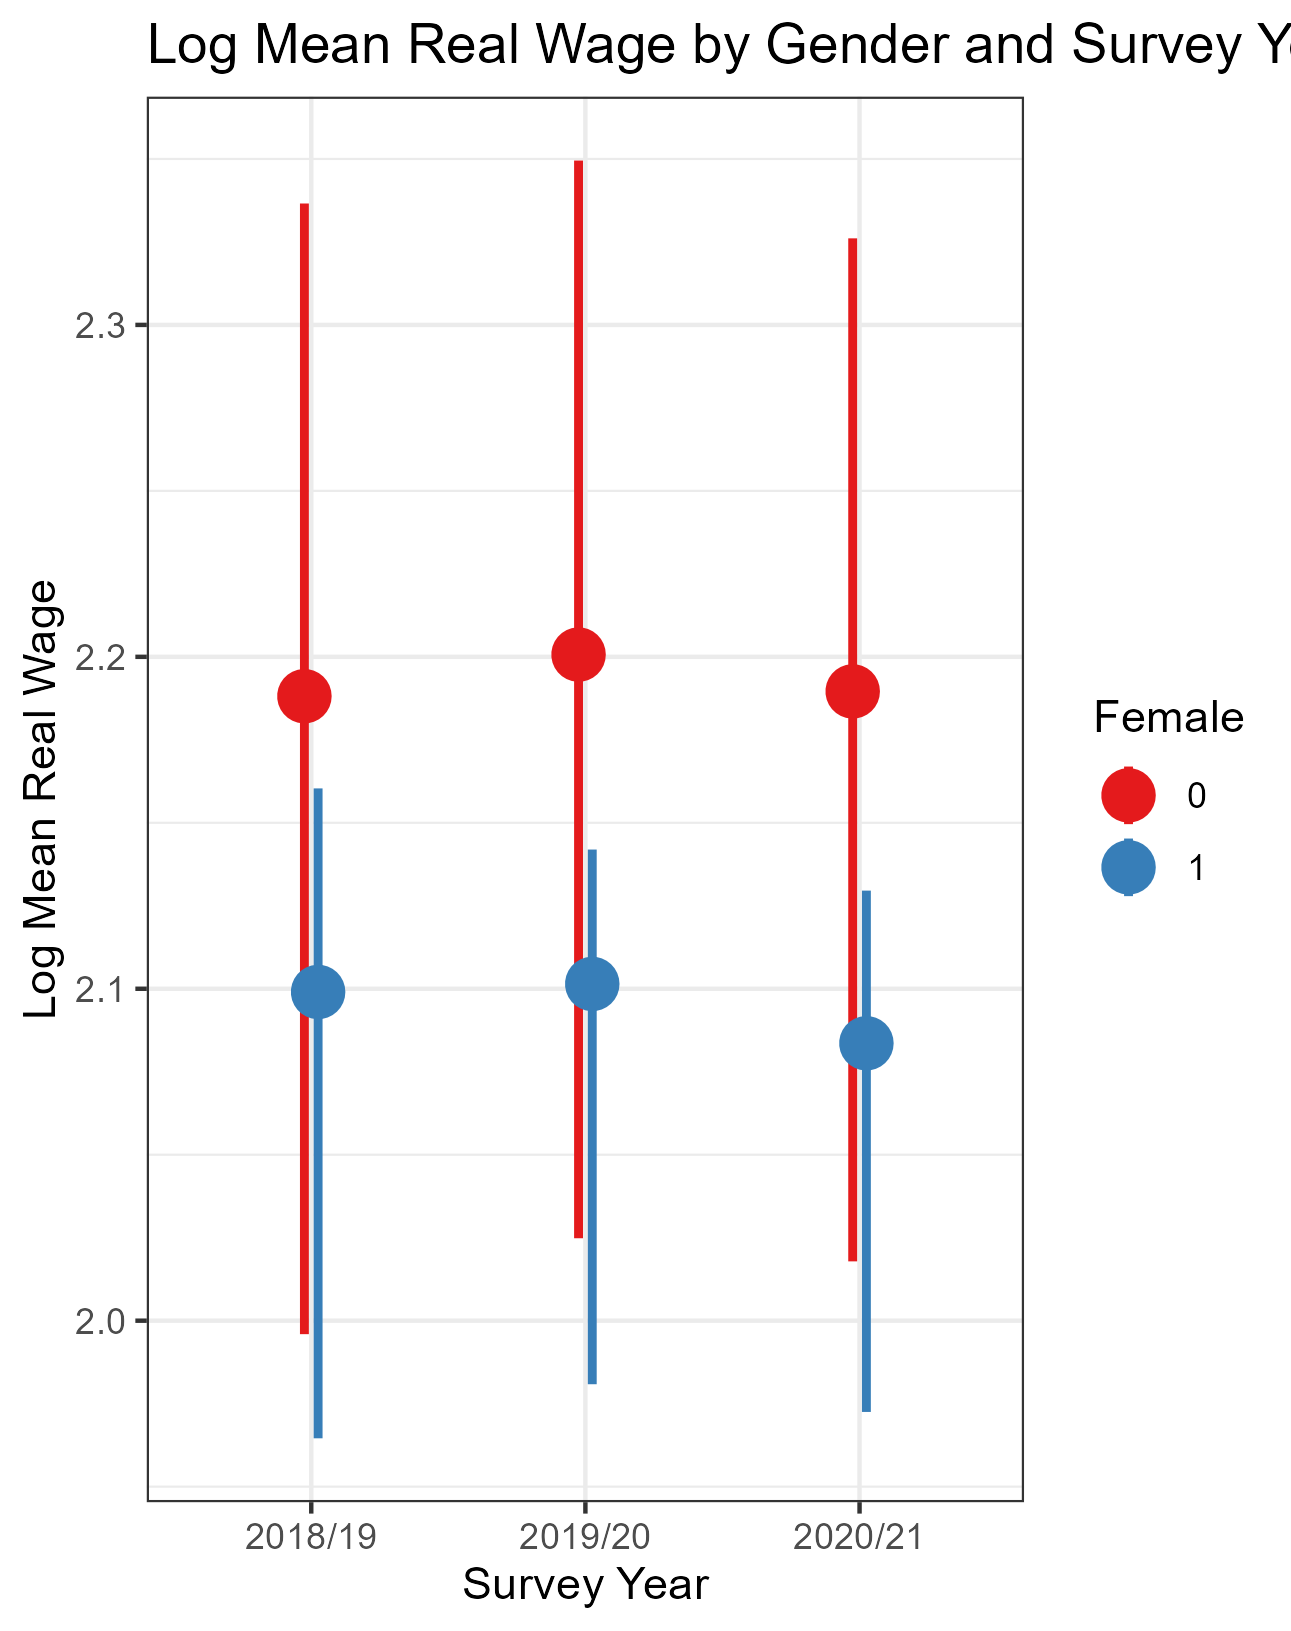 Log Mean Real Wage by Gender and Survey
Log Mean Real Wage
2.3
2.2
2.1
2.0
2018/19
2019/20
2020/21
Survey Year
Female
0
1